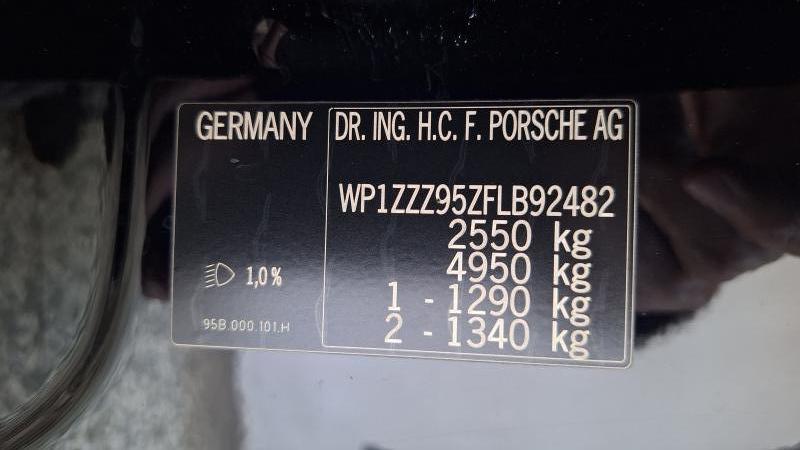 GERMANY
DR. ING. H.C. F. PORSCHE AG
WP1ZZZ95ZFLB92482
2550 kg
4950 kg
1 - 1290 kg
2 - 1340 kg
1,0%
95B.000.101.H